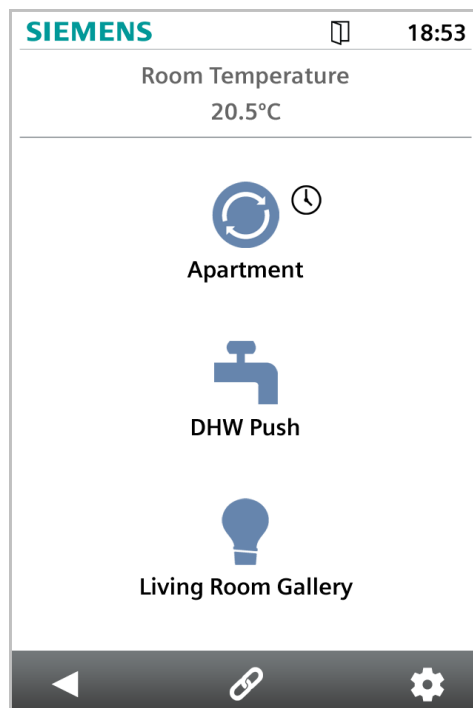 SIEMENS 18:53
Room Temperature
20.5°C
Apartment
DHW Push
Living Room Gallery